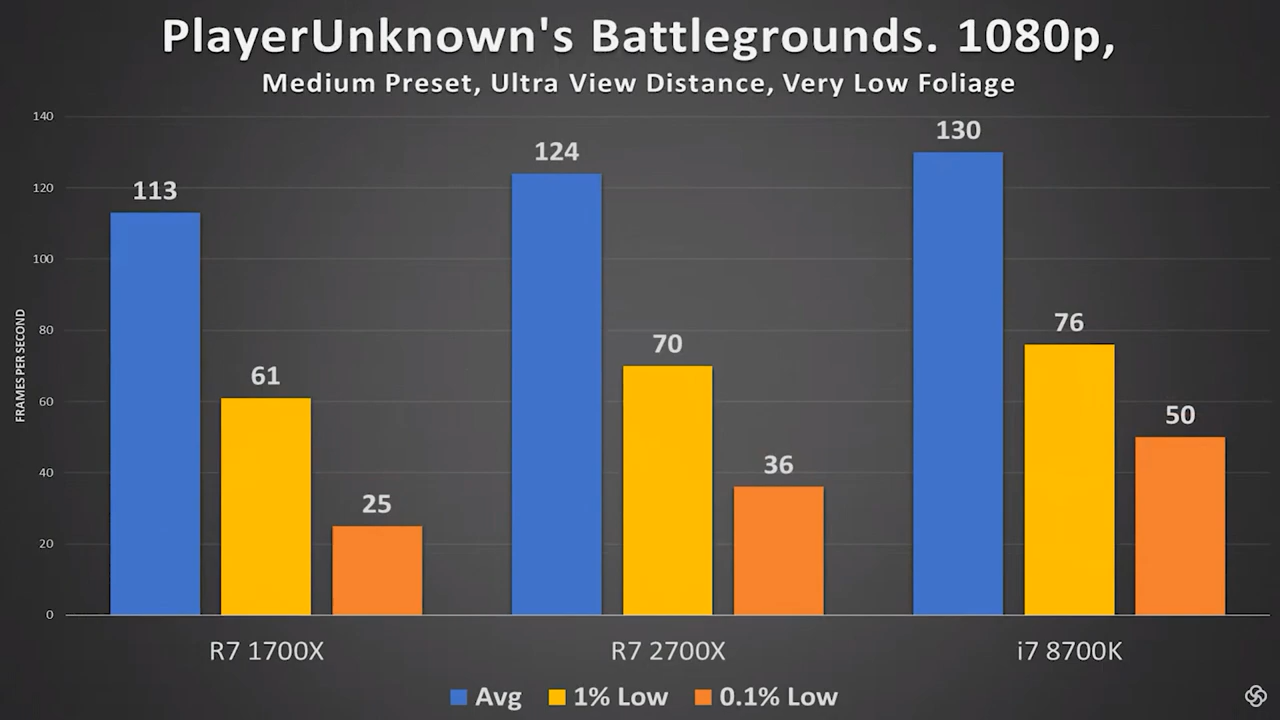 PlayerUnknown's Battlegrounds. 1080p,
Medium Preset, Ultra View Distance, Very Low Foliage
140
120
100
80
60
40
20
0
FRAMES PER SECOND
113
61
25
124
70
36
130
76
50
R7 1700X
R7 2700X
i7 8700K
Avg
1% Low
0.1% Low